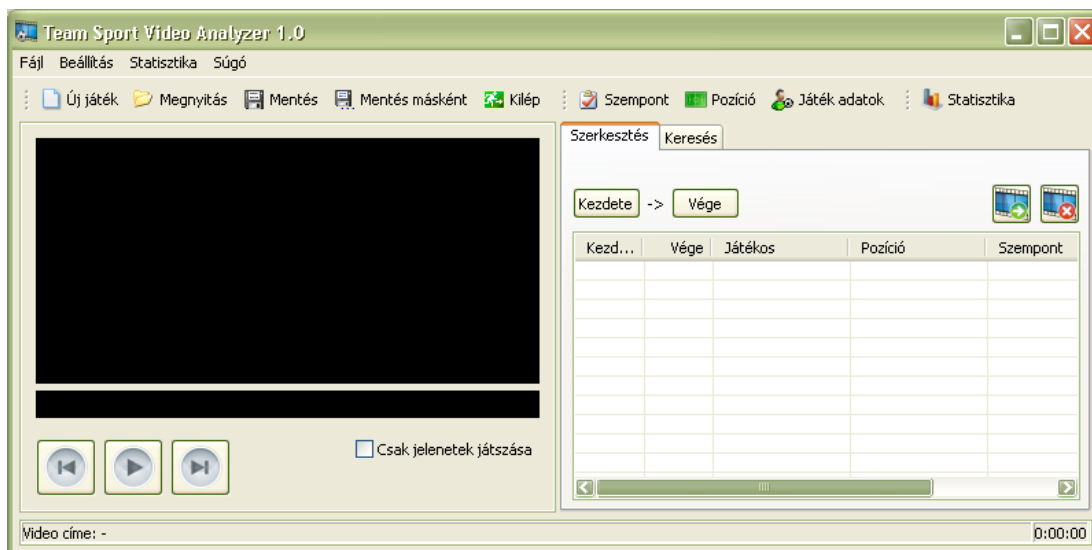 Team Sport Video Analyzer 1.0
Fájl Beállítás Statisztika Súgó
Új játék Megnyitás Mentés Mentés másként Kilép Szempont Pozíció Játék adatok Statisztika
Szerkesztés Keresés
Kezdete -> Vége
Kezd... Vége Játékos Pozíció Szempont
Csak jelenetek játszása
Video címe: - 0:00:00